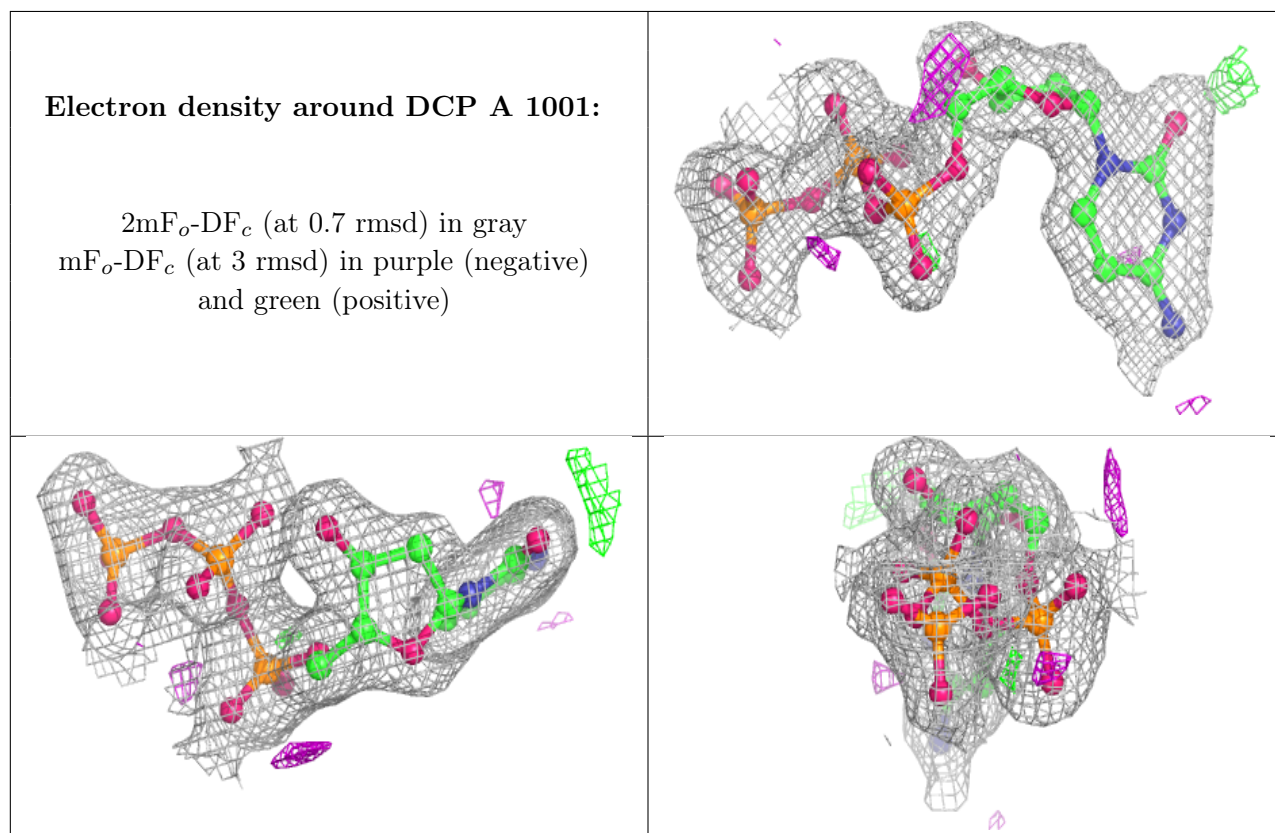 Electron density around DCP A 1001:
2mFo-DFc (at 0.7 rmsd) in gray
mFo-DFc (at 3 rmsd) in purple (negative)
and green (positive)